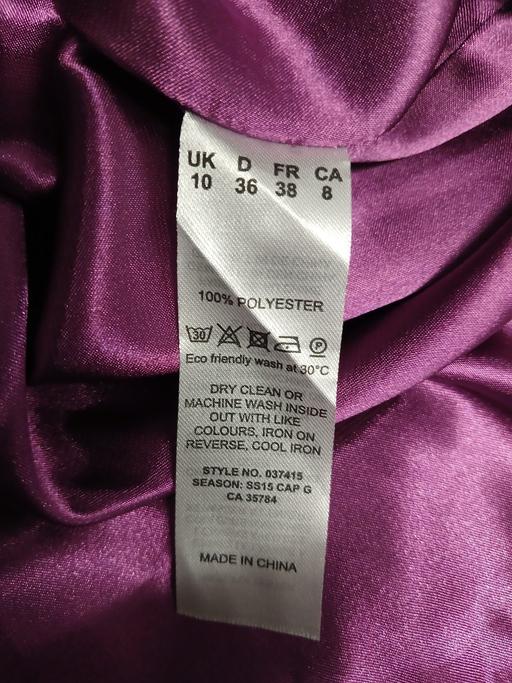 UK D FR CA
10 36 38 8
100% POLYESTER
30 P
Eco friendly wash at 30°C
DRY CLEAN OR
MACHINE WASH INSIDE
OUT WITH LIKE
COLOURS, IRON ON
REVERSE, COOL IRON
STYLE NO. 037415
SEASON: SS15 CAP G
CA 35784
MADE IN CHINA